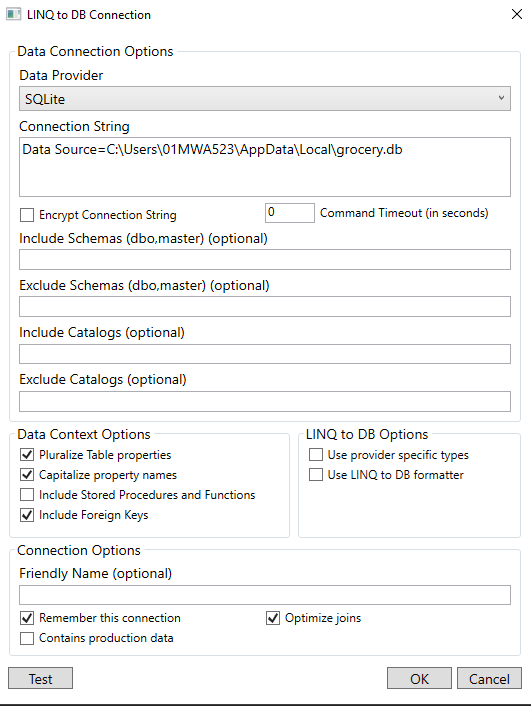 LINQ to DB Connection
Data Connection Options
Data Provider
SQLite
Connection String
Data Source=C:\Users\01MWA523\AppData\Local\grocery.db
Encrypt Connection String
0 Command Timeout (in seconds)
Include Schemas (dbo,master) (optional)
Exclude Schemas (dbo,master) (optional)
Include Catalogs (optional)
Exclude Catalogs (optional)
Data Context Options
Pluralize Table properties
Capitalize property names
Include Stored Procedures and Functions
Include Foreign Keys
LINQ to DB Options
Use provider specific types
Use LINQ to DB formatter
Connection Options
Friendly Name (optional)
Remember this connection
Optimize joins
Contains production data
Test
OK
Cancel